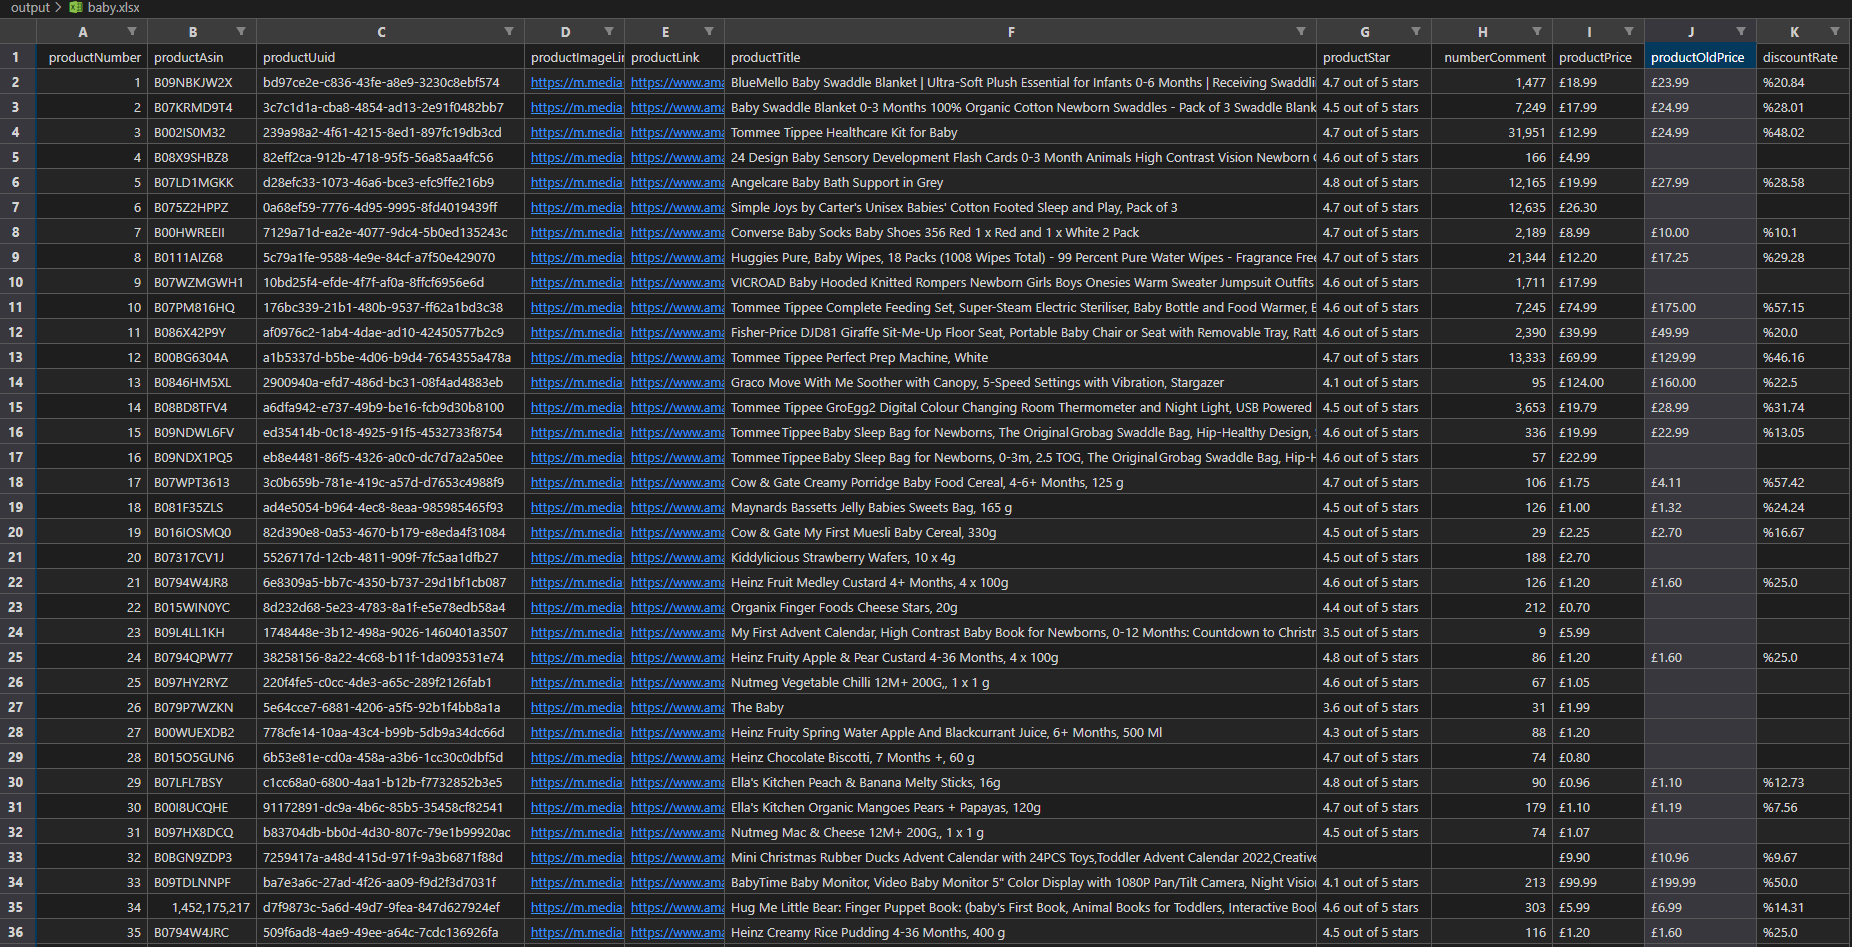 output > baby.xlsx
A B C D E F G H I J K
1 productNumber productAsin productUuid productImageLin productLink productTitle productStar numberComment productPrice productOldPrice discountRate
2 1 B09NBKJW2X bd97ce2e-c836-43fe-a8e9-3230c8ebf574 https://m.media https://www.ama BlueMello Baby Swaddle Blanket | Ultra-Soft Plush Essential for Infants 0-6 Months | Receiving Swaddli 4.7 out of 5 stars 1,477 £18.99 £23.99 %20.84
3 2 B07KRMD9T4 3c7c1d1a-cba8-4854-ad13-2e91f0482bb7 https://m.media https://www.ama Baby Swaddle Blanket 0-3 Months 100% Organic Cotton Newborn Swaddles - Pack of 3 Swaddle Blank 4.5 out of 5 stars 7,249 £17.99 £24.99 %28.01
4 3 B002IS0M32 239a98a2-4f61-4215-8ed1-897fc19db3cd https://m.media https://www.ama Tommee Tippee Healthcare Kit for Baby 4.7 out of 5 stars 31,951 £12.99 £24.99 %48.02
5 4 B08X9SHBZ8 82eff2ca-912b-4718-95f5-56a85aa4fc56 https://m.media https://www.ama 24 Design Baby Sensory Development Flash Cards 0-3 Month Animals High Contrast Vision Newborn 4.6 out of 5 stars 166 £4.99
6 5 B07LD1MGKK d28efc33-1073-46a6-bce3-efc9ffe216b9 https://m.media https://www.ama Angelcare Baby Bath Support in Grey 4.8 out of 5 stars 12,165 £19.99 £27.99 %28.58
7 6 B075Z2HPPZ 0a68ef59-7776-4d95-9995-8fd4019439ff https://m.media https://www.ama Simple Joys by Carter's Unisex Babies' Cotton Footed Sleep and Play, Pack of 3 4.7 out of 5 stars 12,635 £26.30
8 7 B00HWREEII 7129a71d-ea2e-4077-9dc4-5b0ed135243c https://m.media https://www.ama Converse Baby Socks Baby Shoes 356 Red 1 x Red and 1 x White 2 Pack 4.7 out of 5 stars 2,189 £8.99 £10.00 %10.1
9 8 B0111AIZ68 5c79a1fe-9588-4e9e-84cf-a7f50e429070 https://m.media https://www.ama Huggies Pure, Baby Wipes, 18 Packs (1008 Wipes Total) - 99 Percent Pure Water Wipes - Fragrance Free 4.7 out of 5 stars 21,344 £12.20 £17.25 %29.28
10 9 B07WZMGWH1 10bd25f4-efde-4f7f-af0a-8ffcf6956e6d https://m.media https://www.ama VICROAD Baby Hooded Knitted Rompers Newborn Girls Boys Onesies Warm Sweater Jumpsuit Outfits 4.6 out of 5 stars 1,711 £17.99
11 10 B07PM816HQ 176bc339-21b1-480b-9537-ff62a1bd3c38 https://m.media https://www.ama Tommee Tippee Complete Feeding Set, Super-Steam Electric Steriliser, Baby Bottle and Food Warmer, 4.6 out of 5 stars 7,245 £74.99 £175.00 %57.15
12 11 B086X42P9Y af0976c2-1ab4-4dae-ad10-42450577b2c9 https://m.media https://www.ama Fisher-Price DJD81 Giraffe Sit-Me-Up Floor Seat, Portable Baby Chair or Seat with Removable Tray, Ratt 4.6 out of 5 stars 2,390 £39.99 £49.99 %20.0
13 12 B00BG6304A a1b5337d-b5be-4d06-b9d4-7654355a478a https://m.media https://www.ama Tommee Tippee Perfect Prep Machine, White 4.7 out of 5 stars 13,333 £69.99 £129.99 %46.16
14 13 B0846HM5XL 2900940a-efd7-486d-bc31-08f4ad4883eb https://m.media https://www.ama Graco Move With Me Soother with Canopy, 5-Speed Settings with Vibration, Stargazer 4.1 out of 5 stars 95 £124.00 £160.00 %22.5
15 14 B08BD8TFV4 a6dfa942-e737-49b9-be16-fcb9d30b8100 https://m.media https://www.ama Tommee Tippee GroEgg2 Digital Colour Changing Room Thermometer and Night Light, USB Powered 4.5 out of 5 stars 3,653 £19.79 £28.99 %31.74
16 15 B09NDWL6FV ed35414b-0c18-4925-91f5-4532733f8754 https://m.media https://www.ama Tommee Tippee Baby Sleep Bag for Newborns, The Original Grobag Swaddle Bag, Hip-Healthy Design, 4.6 out of 5 stars 336 £19.99 £22.99 %13.05
17 16 B09NDX1PQ5 eb8e4481-86f5-4326-a0c0-dc7d7a2a50ee https://m.media https://www.ama Tommee Tippee Baby Sleep Bag for Newborns, 0-3m, 2.5 TOG, The Original Grobag Swaddle Bag, Hip-H 4.6 out of 5 stars 57 £22.99
18 17 B07WPT3613 3c0b659b-781e-419c-a57d-d7653c4988f9 https://m.media https://www.ama Cow & Gate Creamy Porridge Baby Food Cereal, 4-6+ Months, 125 g 4.7 out of 5 stars 106 £1.75 £4.11 %57.42
19 18 B081F35ZLS ad4e5054-b964-4ec8-8eaa-985985465f93 https://m.media https://www.ama Maynards Bassetts Jelly Babies Sweets Bag, 165 g 4.5 out of 5 stars 126 £1.00 £1.32 %24.24
20 19 B016IOSMQ0 82d390e8-0a53-4670-b179-e8eda4f31084 https://m.media https://www.ama Cow & Gate My First Muesli Baby Cereal, 330g 4.5 out of 5 stars 29 £2.25 £2.70 %16.67
21 20 B07317CV1J 5526717d-12cb-4811-909f-7fc5aa1dfb27 https://m.media https://www.ama Kiddylicious Strawberry Wafers, 10 x 4g 4.5 out of 5 stars 188 £2.70
22 21 B0794W4JR8 6e8309a5-bb7c-4350-b737-29d1bf1cb087 https://m.media https://www.ama Heinz Fruit Medley Custard 4+ Months, 4 x 100g 4.6 out of 5 stars 126 £1.20 £1.60 %25.0
23 22 B015WIN0YC 8d232d68-5e23-4783-8a1f-e5e78edb58a4 https://m.media https://www.ama Organix Finger Foods Cheese Stars, 20g 4.4 out of 5 stars 212 £0.70
24 23 B09L4LL1KH 1748448e-3b12-498a-9026-1460401a3507 https://m.media https://www.ama My First Advent Calendar, High Contrast Baby Book for Newborns, 0-12 Months: Countdown to Christr 3.5 out of 5 stars 9 £5.99
25 24 B0794QPW77 38258156-8a22-4c68-b11f-1da093531e74 https://m.media https://www.ama Heinz Fruity Apple & Pear Custard 4-36 Months, 4 x 100g 4.8 out of 5 stars 86 £1.20 £1.60 %25.0
26 25 B097HY2RYZ 220f4fe5-c0cc-4de3-a65c-289f2126fab1 https://m.media https://www.ama Nutmeg Vegetable Chilli 12M+ 200G,, 1 x 1 g 4.6 out of 5 stars 67 £1.05
27 26 B079P7WZKN 5e64cce7-6881-4206-a5f5-92b1f4bb8a1a https://m.media https://www.ama The Baby 3.6 out of 5 stars 31 £1.99
28 27 B00WUEXDB2 778cfe14-10aa-43c4-b99b-5db9a34dc66d https://m.media https://www.ama Heinz Fruity Spring Water Apple And Blackcurrant Juice, 6+ Months, 500 Ml 4.3 out of 5 stars 88 £1.20
29 28 B015O5GUN6 6b53e81e-cd0a-458a-a3b6-1cc30c0dbf5d https://m.media https://www.ama Heinz Chocolate Biscotti, 7 Months +, 60 g 4.7 out of 5 stars 74 £0.80
30 29 B07LFL7BSY c1cc68a0-6800-4aa1-b12b-f7732852b3e5 https://m.media https://www.ama Ella's Kitchen Peach & Banana Melty Sticks, 16g 4.8 out of 5 stars 90 £0.96 £1.10 %12.73
31 30 B00I8UCQHE 91172891-dc9a-4b6c-85b5-35458cf82541 https://m.media https://www.ama Ella's Kitchen Organic Mangoes Pears + Papayas, 120g 4.7 out of 5 stars 179 £1.10 £1.19 %7.56
32 31 B097HX8DCQ b83704db-bb0d-4d30-807c-79e1b99920ac https://m.media https://www.ama Nutmeg Mac & Cheese 12M+ 200G,, 1 x 1 g 4.5 out of 5 stars 74 £1.07
33 32 B0BGN9ZDP3 7259417a-a48d-415d-971f-9a3b6871f88d https://m.media https://www.ama Mini Christmas Rubber Ducks Advent Calendar with 24PCS Toys,Toddler Advent Calendar 2022,Creative £9.90 £10.96 %9.67
34 33 B09TDLNNPF ba7e3a6c-27ad-4f26-aa09-f9d2f3d7031f https://m.media https://www.ama BabyTime Baby Monitor, Video Baby Monitor 5" Color Display with 1080P Pan/Tilt Camera, Night Visio 4.1 out of 5 stars 213 £99.99 £199.99 %50.0
35 34 1,452,175,217 d7f9873c-5a6d-49d7-9fea-847d627924ef https://m.media https://www.ama Hug Me Little Bear: Finger Puppet Book: (baby's First Book, Animal Books for Toddlers, Interactive Bool 4.6 out of 5 stars 303 £5.99 £6.99 %14.31
36 35 B0794W4JRC 509f6ad8-4ae9-49ee-a64c-7cdc136926fa https://m.media https://www.ama Heinz Creamy Rice Pudding 4-36 Months, 400 g 4.5 out of 5 stars 116 £1.20 £1.60 %25.0